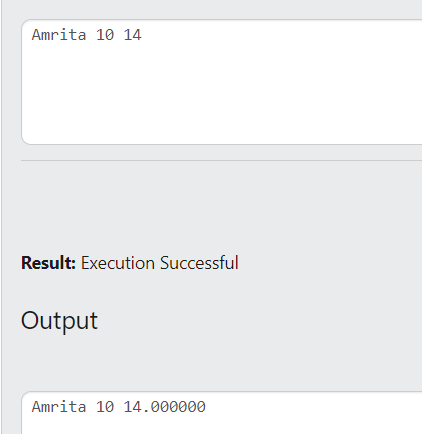 Amrita 10 14
Result: Execution Successful
Output
Amrita 10 14.000000